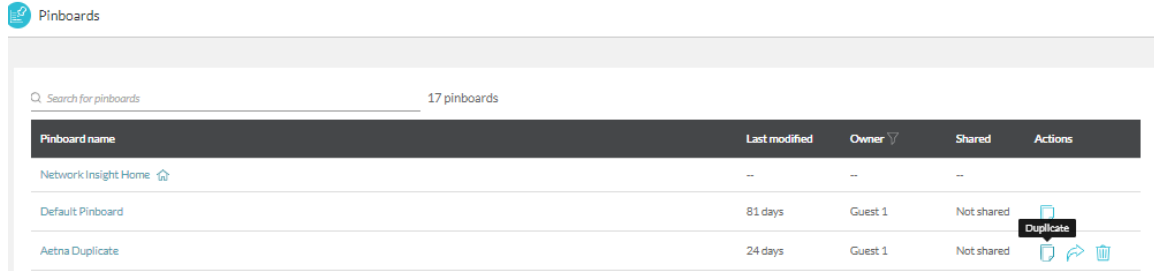 Pinboards
Search for pinboards 17 pinboards
Pinboard name Last modified Owner Shared Actions
Network Insight Home -- -- --
Default Pinboard 81 days Guest 1 Not shared
Duplicate
Aetna Duplicate 24 days Guest 1 Not shared